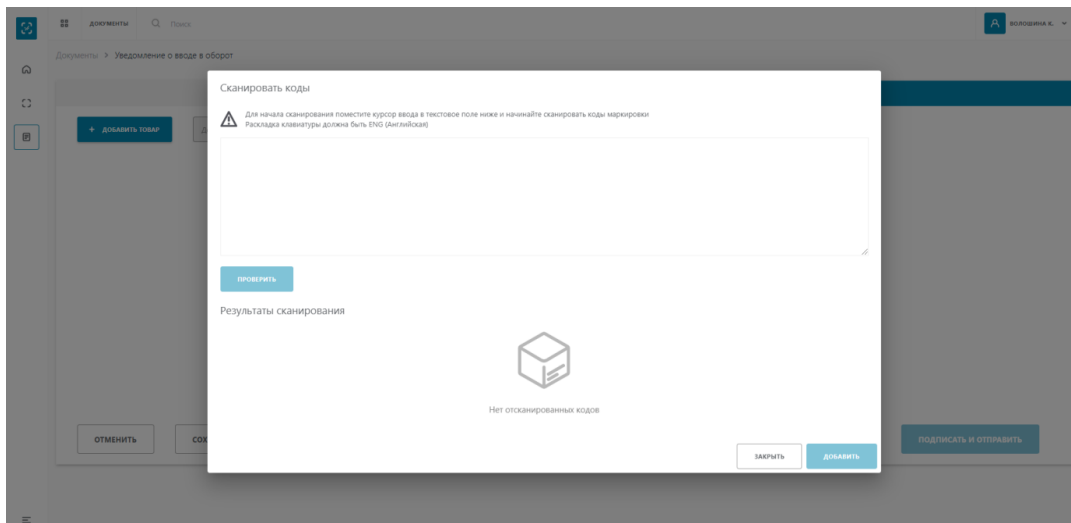 ДОКУМЕНТЫ
Поиск
ВОЛОШИНА К.
Документы > Уведомление о вводе в оборот
Сканировать коды
Для начала сканирования поместите курсор ввода в текстовое поле ниже и начинайте сканировать коды маркировки
Раскладка клавиатуры должна быть ENG (Английская)
+ ДОБАВИТЬ ТОВАР
ПРОВЕРИТЬ
Результаты сканирования
Нет отсканированных кодов
ОТМЕНИТЬ
СОХ
ПОДПИСАТЬ И ОТПРАВИТЬ
ЗАКРЫТЬ
ДОБАВИТЬ